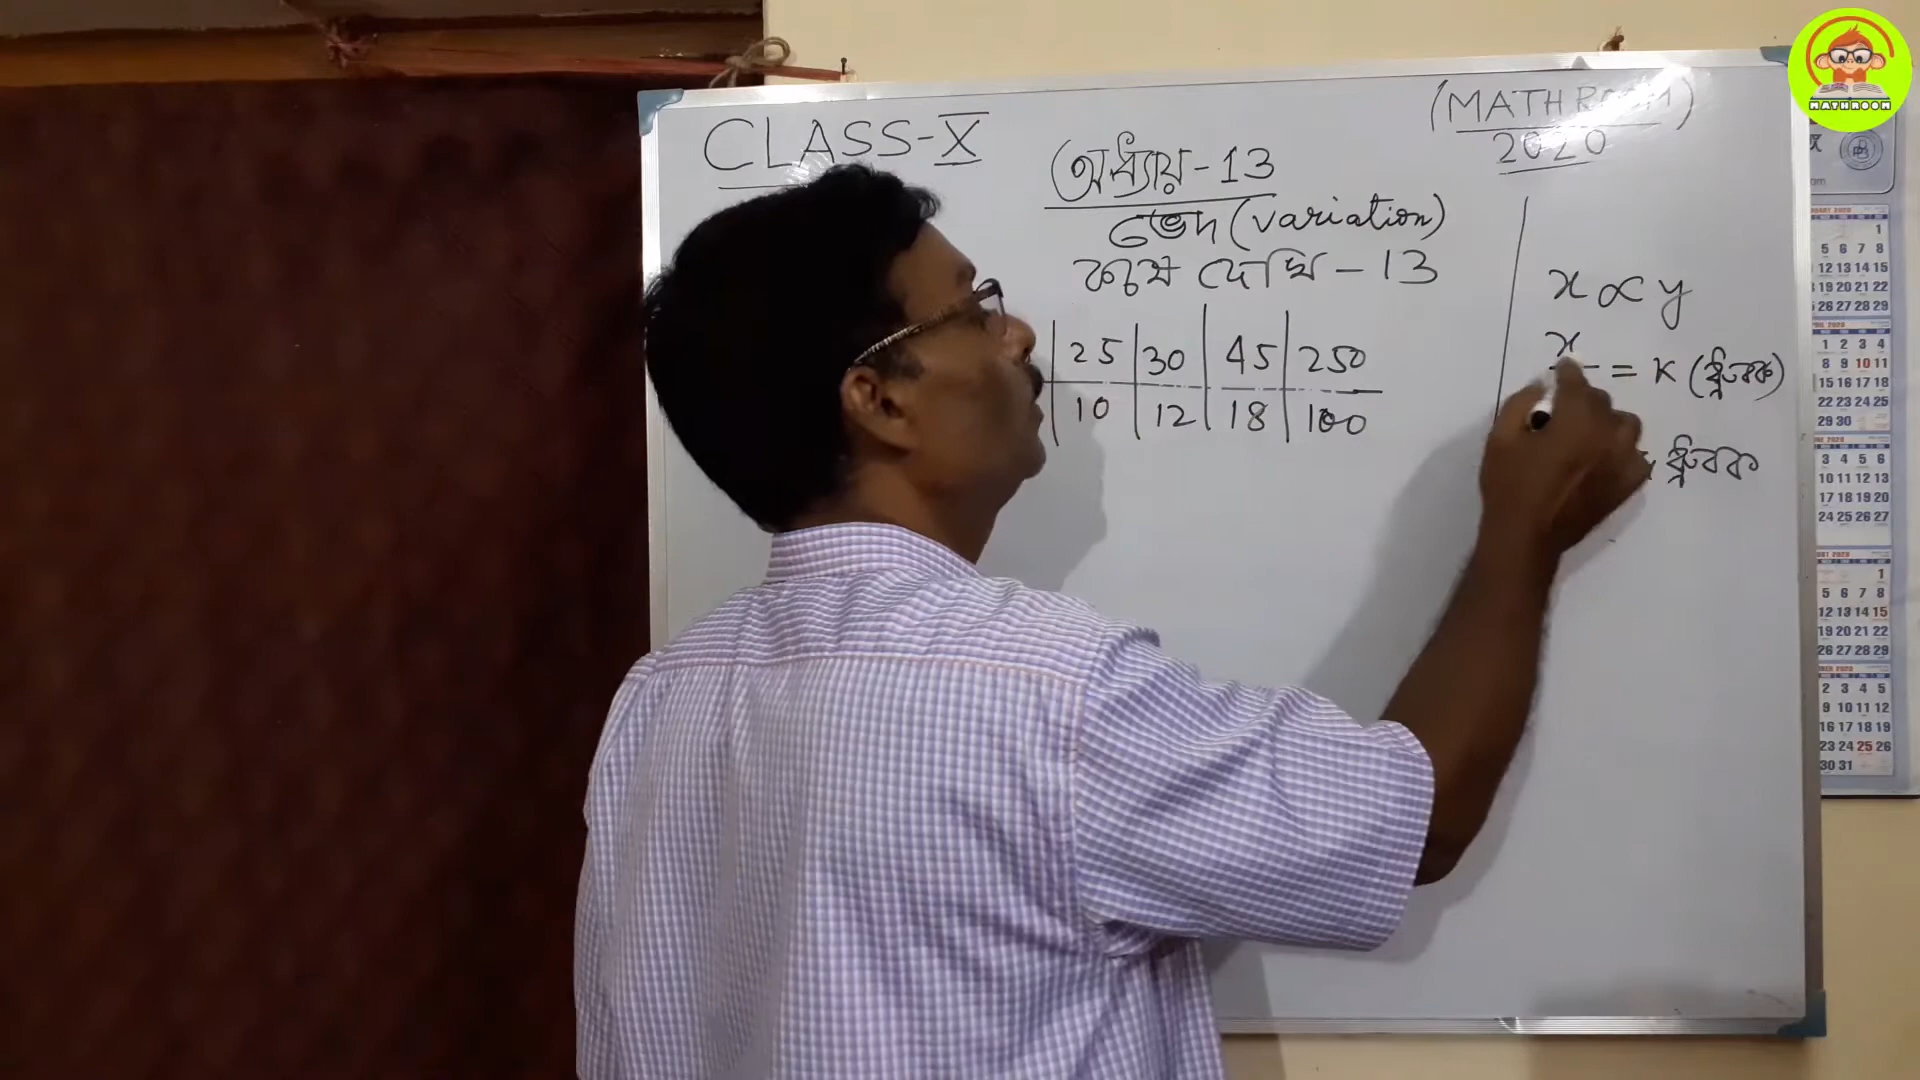 CLASS-X
(MATH ROOM)
2020
অধ্যায়-13
ভেদ (variation)
কষে দেখি-13
25 | 30 | 45 | 250
10 | 12 | 18 | 100
x ∝ y
x
= K (ধ্রুবক)
ধ্রুবক
MATHROOM